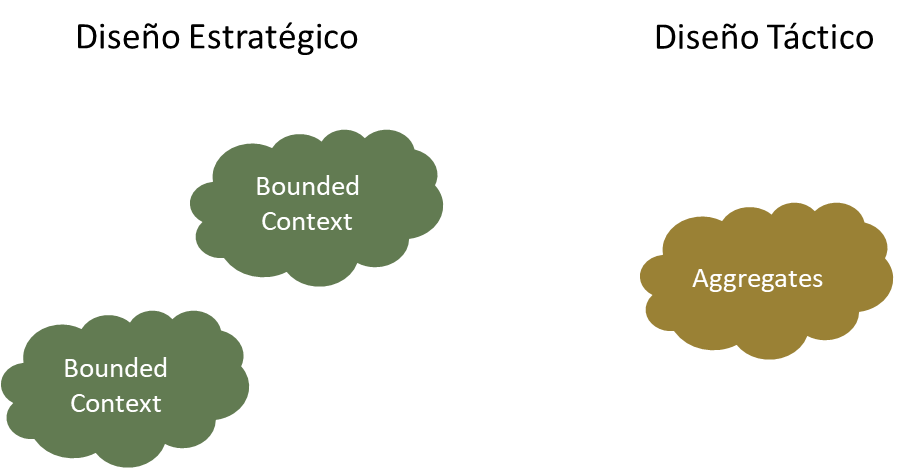 Diseño Estratégico
Diseño Táctico
Bounded
Context
Aggregates
Bounded
Context